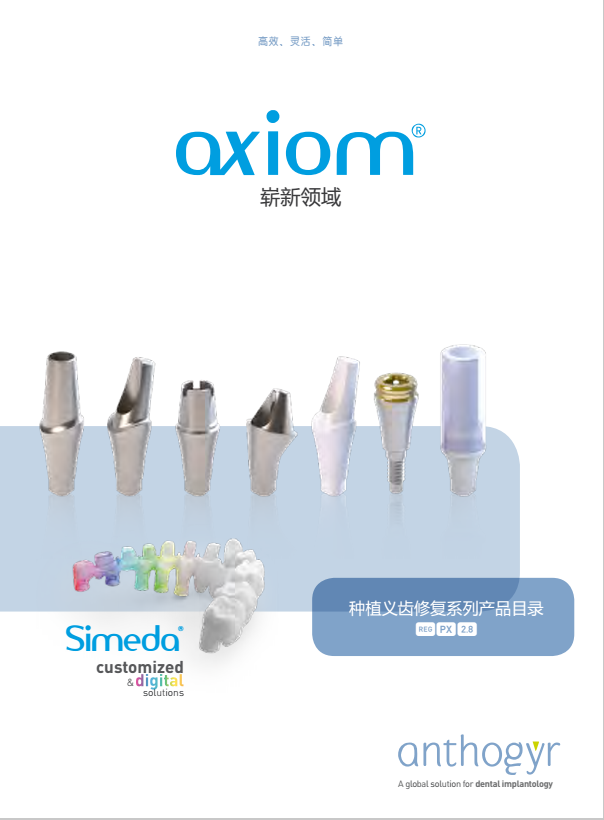 高效、灵活、简单
axiom®
崭新领域
种植义齿修复系列产品目录
REG PX 2.8
Simeda®
customized
& digital
solutions
anthogyr
A global solution for dental implantology